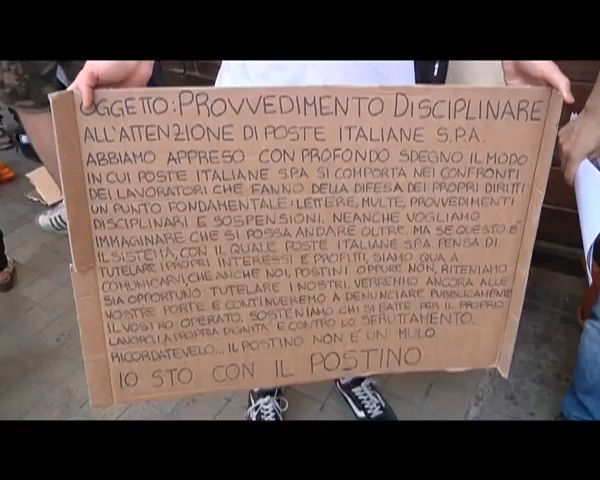 OGGETTO: PROVVEDIMENTO DISCIPLINARE
ALL'ATTENZIONE DI POSTE ITALIANE S.P.A.
ABBIAMO APPRESO CON PROFONDO SDEGNO IL MODO
IN CUI POSTE ITALIANE S.P.A SI COMPORTA NEI CONFRONTI
DEI LAVORATORI CHE FANNO DELLA DIFESA DEI PROPRI DIRITTI
UN PUNTO FONDAMENTALE: LETTERE, MULTE, PROVVEDIMENTI
DISCIPLINARI E SOSPENSIONI. NEANCHE VOGLIAMO
IMMAGINARE CHE SI POSSA ANDARE OLTRE. MA SE QUESTO È
IL SISTEMA, CON IL QUALE POSTE ITALIANE S.P.A PENSA DI
TUTELARE I PROPRI INTERESSI E PROFITTI, SIAMO QUA A
COMUNICARVI, CHE ANCHE NOI, POSTINI OPPURE NON, RITENIAMO
SIA OPPORTUNO TUTELARE I NOSTRI. VERREMO ANCORA ALLE
VOSTRE PORTE E CONTINUEREMO A DENUNCIARE PUBBLICAMENTE
IL VOSTRO OPERATO. SOSTENIAMO CHI SI BATTE PER IL PROPRIO
LAVORO, LA PROPRIA DIGNITÀ E CONTRO LO SFRUTTAMENTO.
RICORDATEVELO... IL POSTINO NON È UN MULO
IO STO CON IL POSTINO